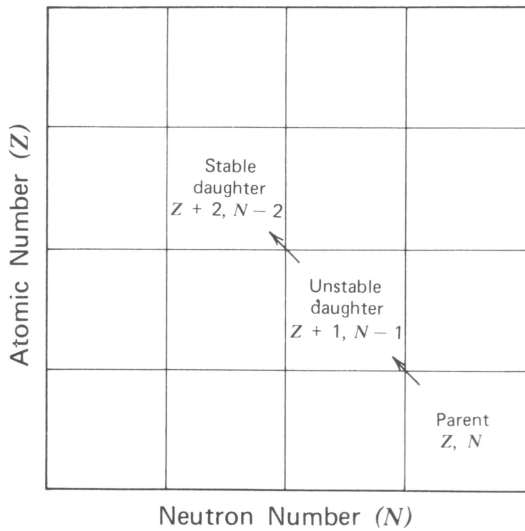 Atomic Number (Z)
Stable
daughter
Z + 2, N − 2
Unstable
daughter
Z + 1, N − 1
Parent
Z, N
Neutron Number (N)